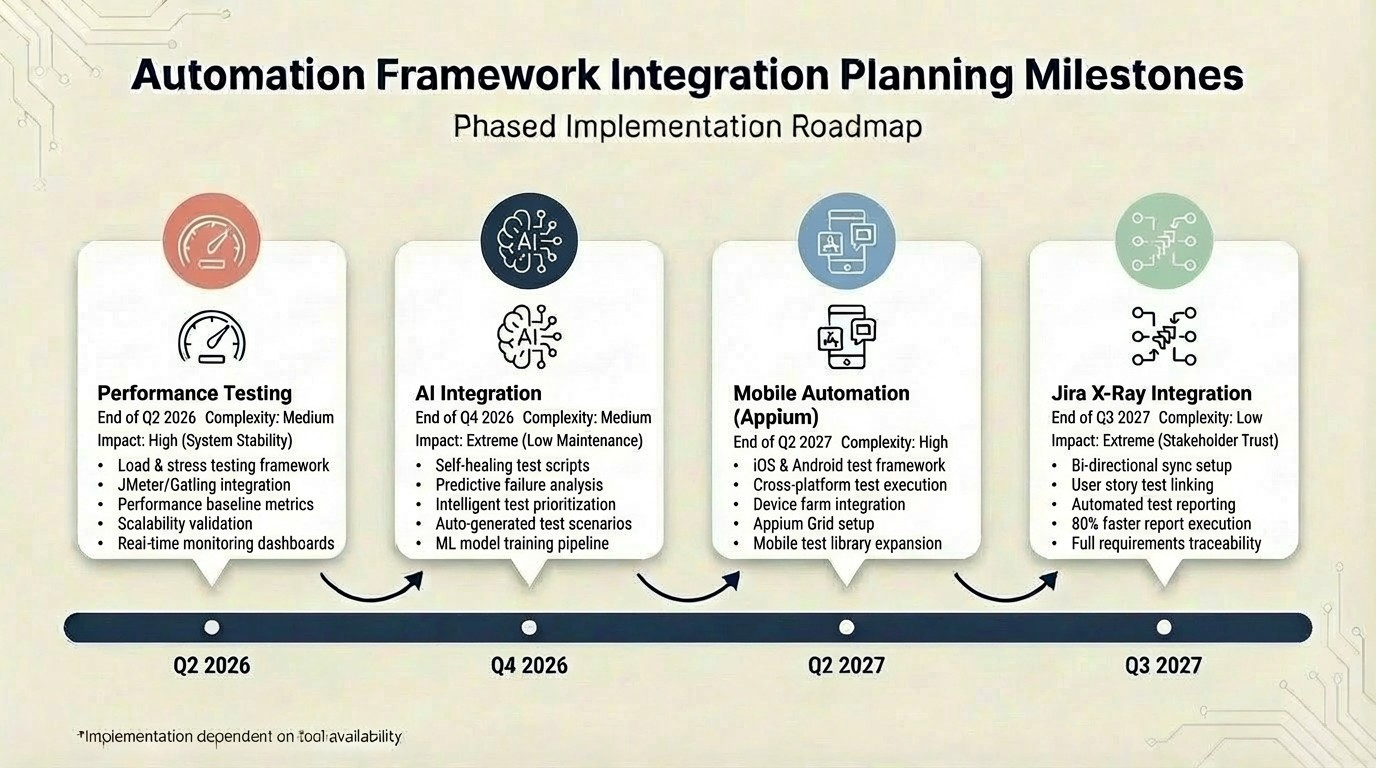 Automation Framework Integration Planning Milestones
Phased Implementation Roadmap
AI
AI
Performance Testing
End of Q2 2026 Complexity: Medium
Impact: High (System Stability)
• Load & stress testing framework
• JMeter/Gatling integration
• Performance baseline metrics
• Scalability validation
• Real-time monitoring dashboards
AI Integration
End of Q4 2026 Complexity: Medium
Impact: Extreme (Low Maintenance)
• Self-healing test scripts
• Predictive failure analysis
• Intelligent test prioritization
• Auto-generated test scenarios
• ML model training pipeline
Mobile Automation
(Appium)
End of Q2 2027 Complexity: High
• iOS & Android test framework
• Cross-platform test execution
• Device farm integration
• Appium Grid setup
• Mobile test library expansion
Jira X-Ray Integration
End of Q3 2027 Complexity: Low
Impact: Extreme (Stakeholder Trust)
• Bi-directional sync setup
• User story test linking
• Automated test reporting
• 80% faster report execution
• Full requirements traceability
Q2 2026
Q4 2026
Q2 2027
Q3 2027
*Implementation dependent on tool availability